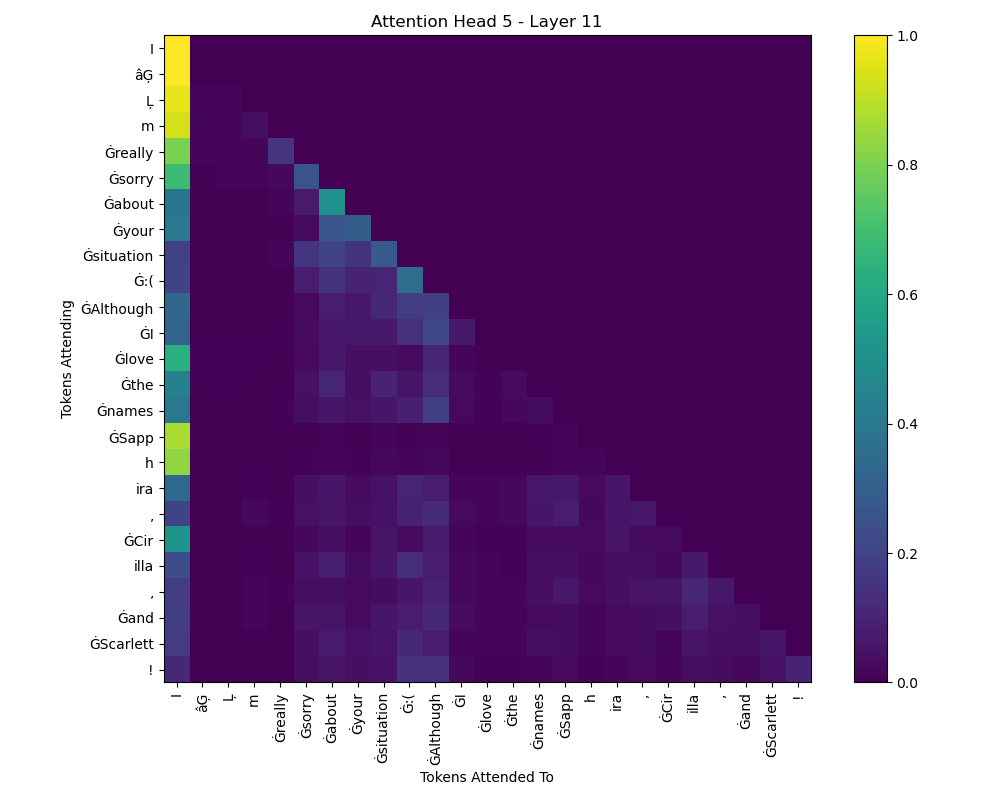 Attention Head 5 - Layer 11
Tokens Attending
I
âĢ
Ļ
m
Ġreally
Ġsorry
Ġabout
Ġyour
Ġsituation
Ġ:(
ĠAlthough
ĠI
Ġlove
Ġthe
Ġnames
ĠSapp
h
ira
,
ĠCir
illa
,
Ġand
ĠScarlett
!
I
âĢ
Ļ
m
Ġreally
Ġsorry
Ġabout
Ġyour
Ġsituation
Ġ:(
ĠAlthough
ĠI
Ġlove
Ġthe
Ġnames
ĠSapp
h
ira
,
ĠCir
illa
,
Ġand
ĠScarlett
!
Tokens Attended To
1.0
0.8
0.6
0.4
0.2
0.0